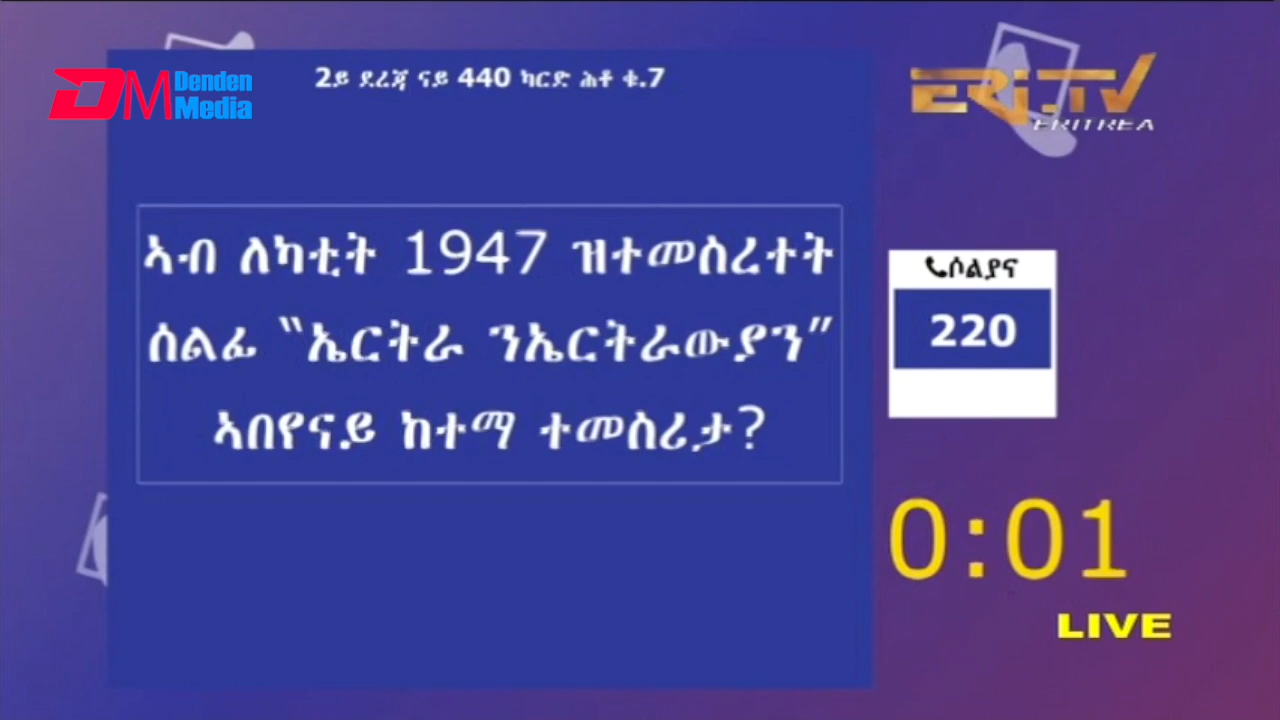 2ይ ደረጃ ናይ 440 ካርድ ሕቶ ቁ.7
DM Denden Media
ERi.TV
ERITREA
ኣብ ለካቲት 1947 ዝተመስረተት
ሰልፊ “ኤርትራ ንኤርትራውያን”
ኣበየናይ ከተማ ተመስሪታ?
ሶልያና
220
0:01
LIVE